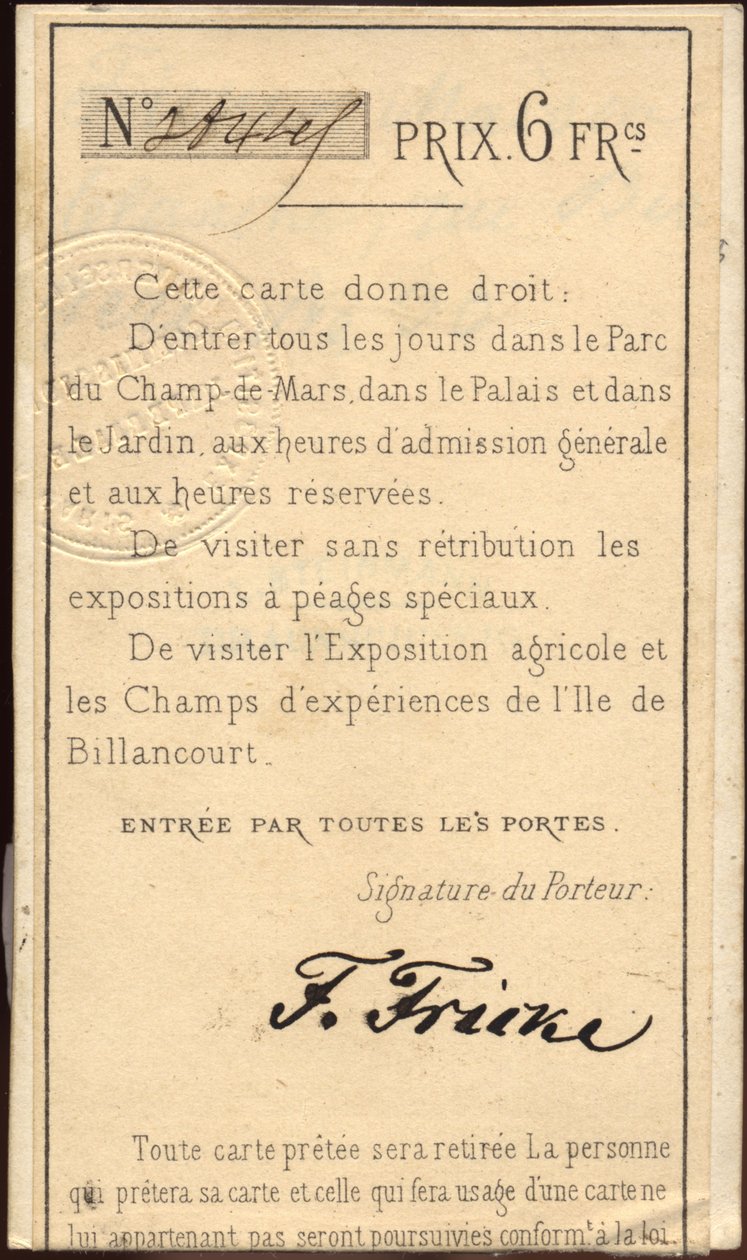 N° PRIX. 6 FRcs
Cette carte donne droit:
D'entrer tous les jours dans le Parc
du Champ-de-Mars, dans le Palais et dans
le Jardin, aux heures d'admission générale
et aux heures réservées.
De visiter sans rétribution les
expositions à péages spéciaux.
De visiter l'Exposition agricole et
les Champs d'expériences de l'Ile de
Billancourt.
ENTRÉE PAR TOUTES LES PORTES.
Signature du Porteur:
F. Fricke
Toute carte prêtée sera retirée La personne
qui prêtera sa carte et celle qui fera usage d'une carte ne
lui appartenant pas seront poursuivies conform.t à la loi.